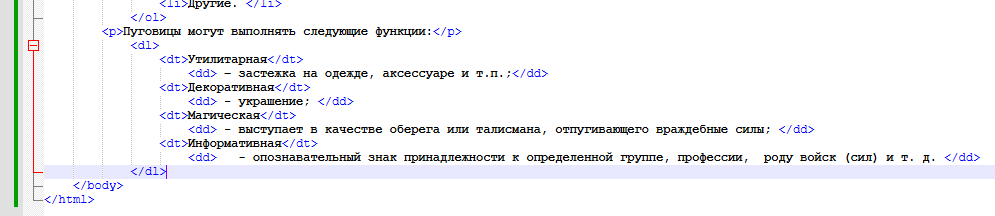 <li>Другие. </li>
</ol>
<p>Пуговицы могут выполнять следующие функции:</p>
<dl>
<dt>Утилитарная</dt>
<dd> – застежка на одежде, аксессуаре и т.п.;</dd>
<dt>Декоративная</dt>
<dd> - украшение; </dd>
<dt>Магическая</dt>
<dd> - выступает в качестве оберега или талисмана, отпугивающего враждебные силы; </dd>
<dt>Информативная</dt>
<dd>   - опознавательный знак принадлежности к определенной группе, профессии,  роду войск (сил) и т. д. </dd>
</dl>
</body>
</html>